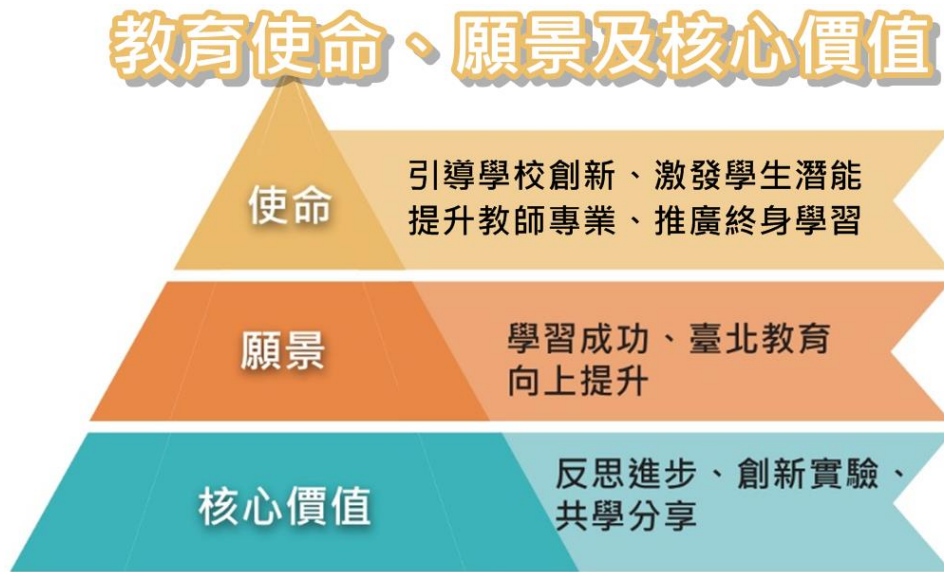 教育使命、願景及核心價值
使命
引導學校創新、激發學生潛能
提升教師專業、推廣終身學習
願景
學習成功、臺北教育
向上提升
核心價值
反思進步、創新實驗、
共學分享